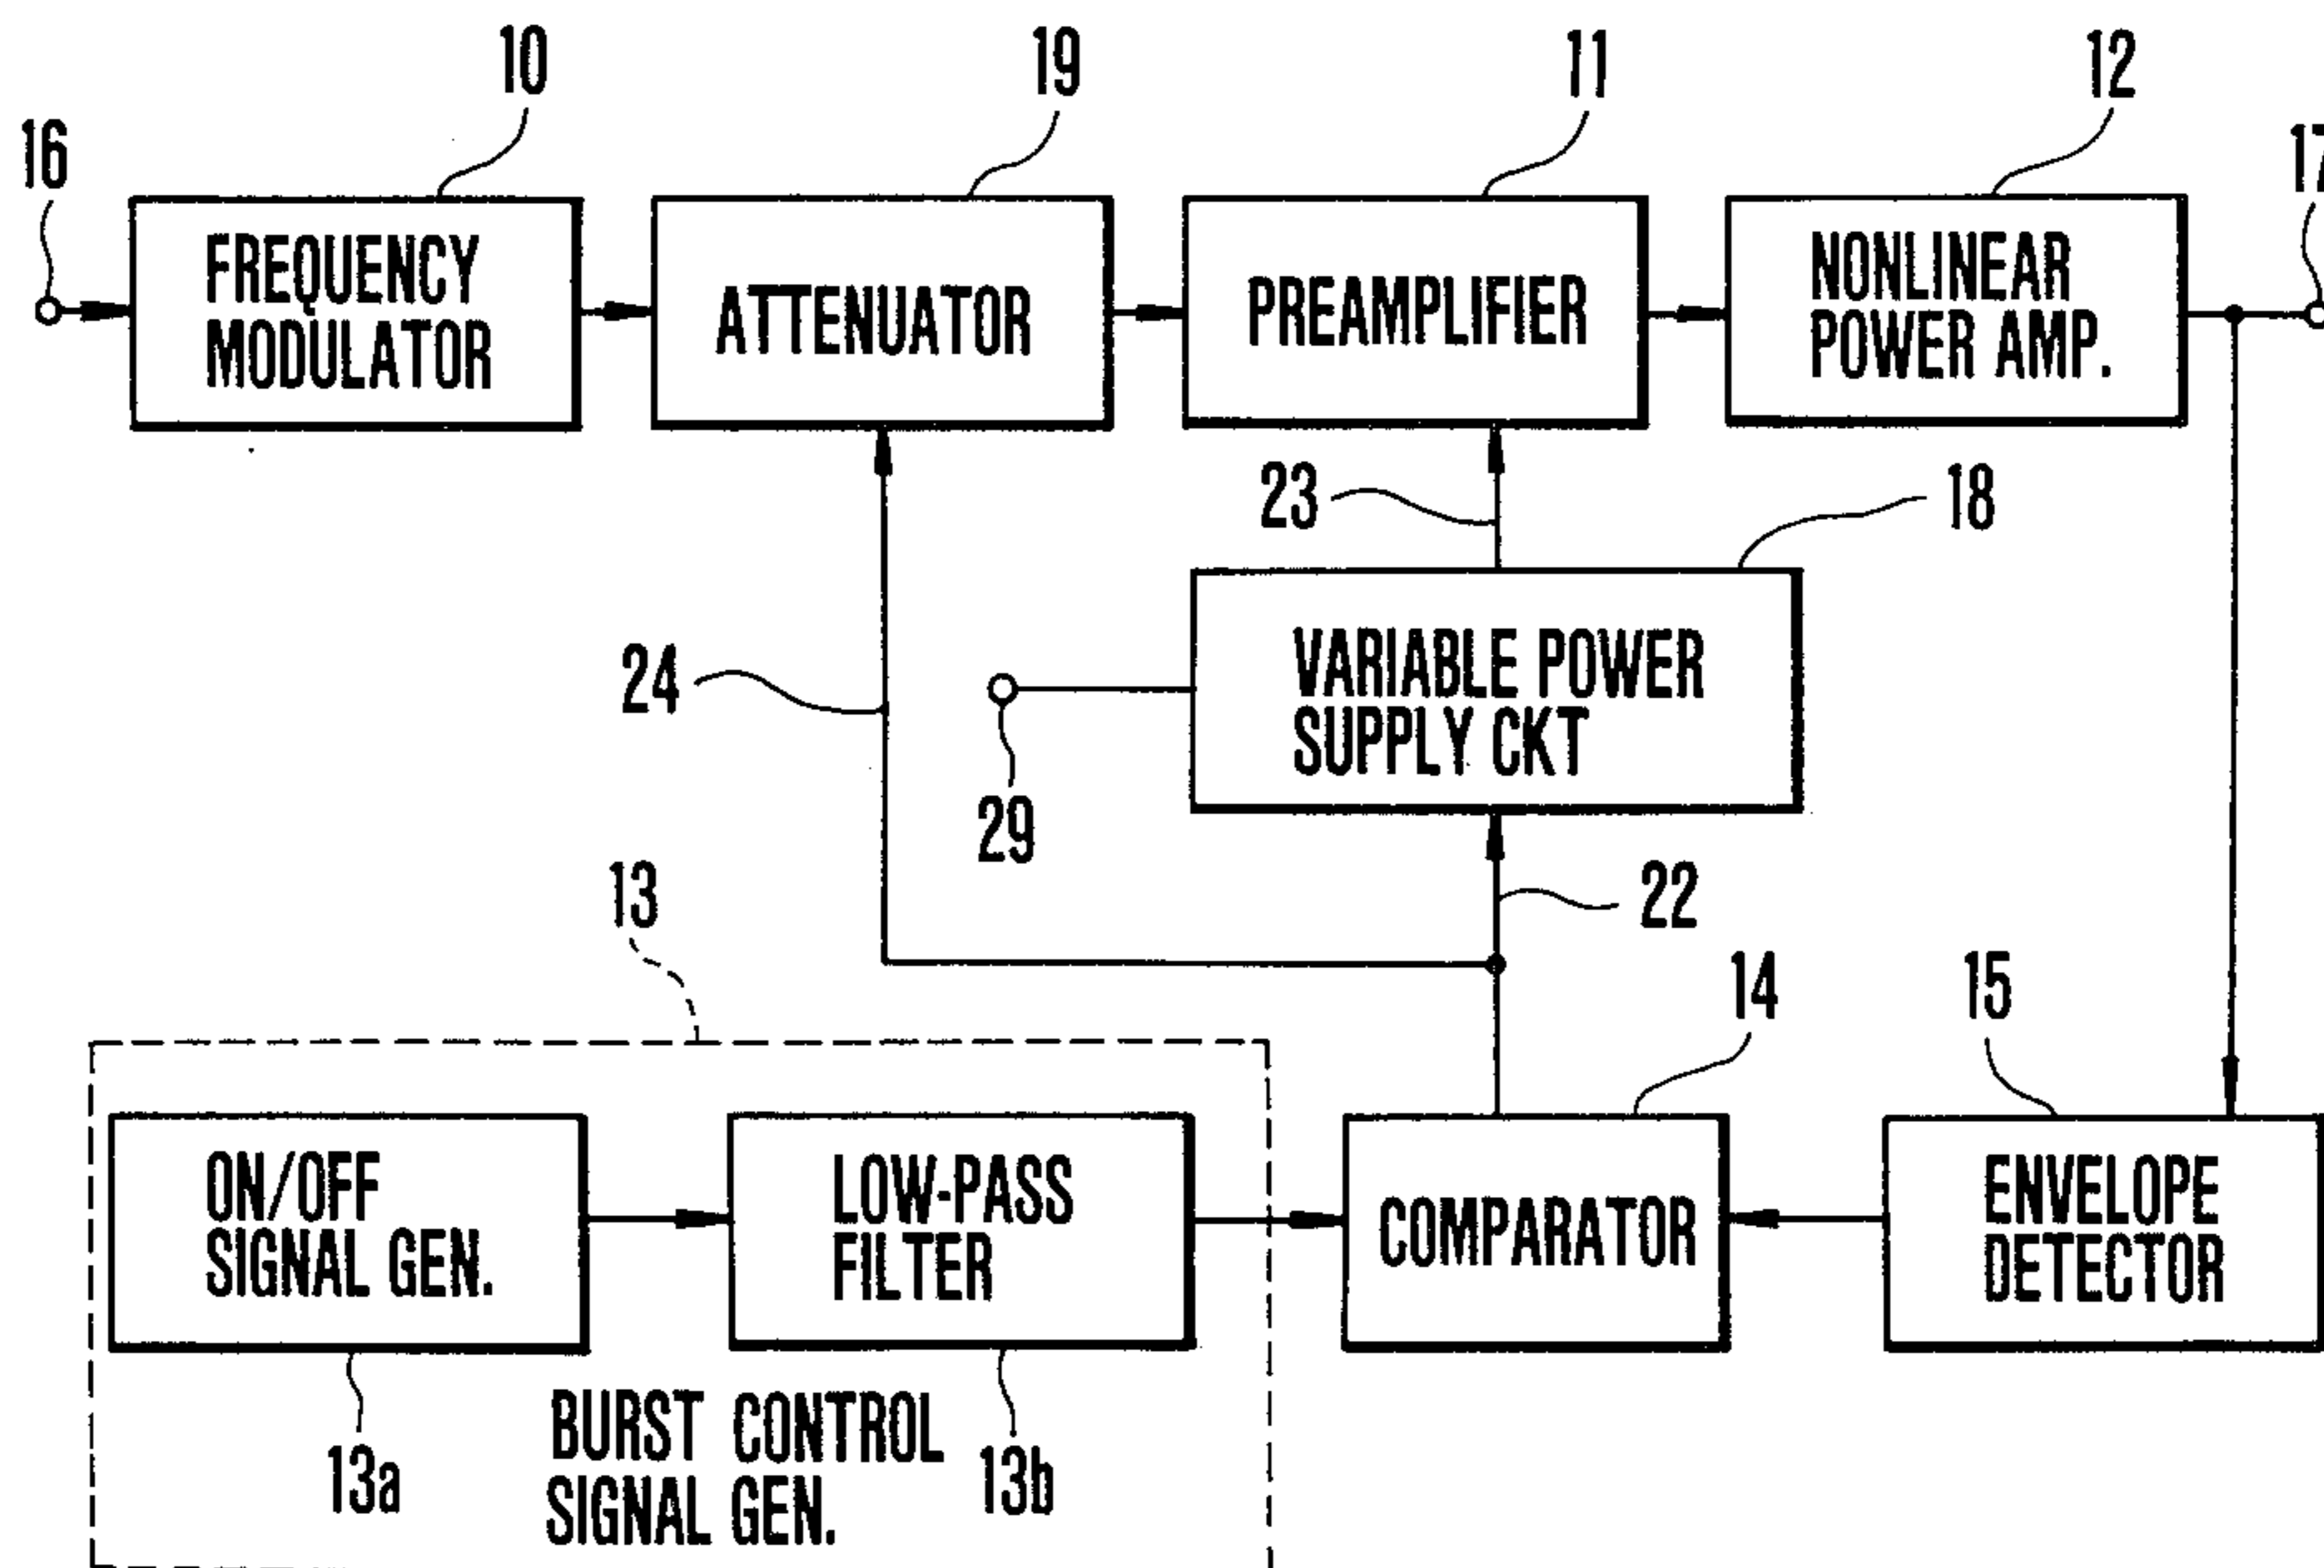 10
19
11
12
16
17
FREQUENCY
MODULATOR
ATTENUATOR
PREAMPLIFIER
NONLINEAR
POWER AMP.
23
18
24
VARIABLE POWER
SUPPLY CKT
29
13
22
14
15
ON/OFF
SIGNAL GEN.
LOW-PASS
FILTER
COMPARATOR
ENVELOPE
DETECTOR
13a
BURST CONTROL
SIGNAL GEN.
13b